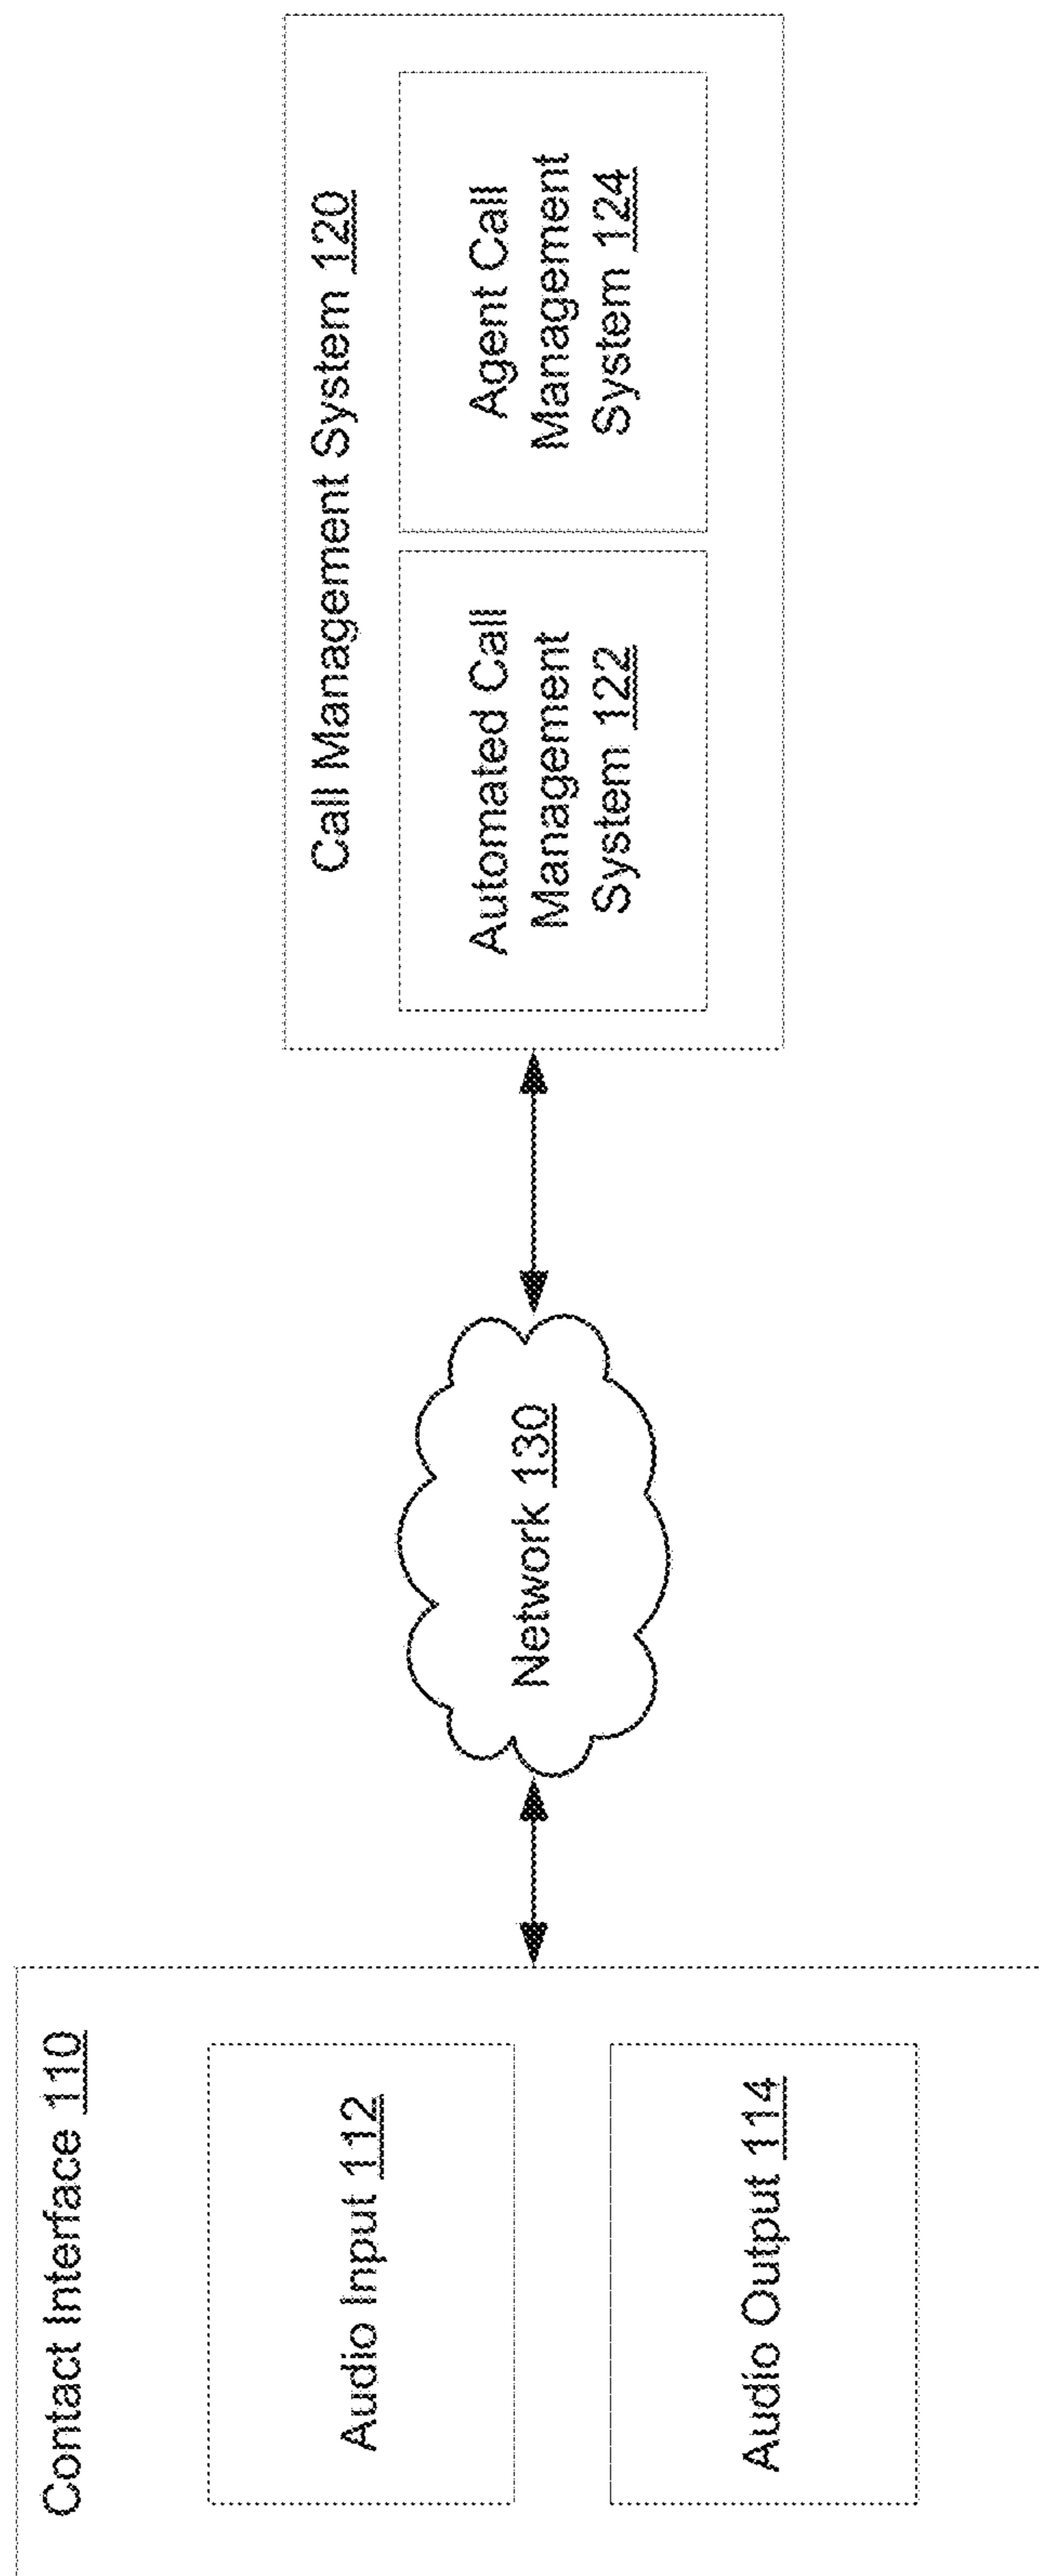 Contact Interface 110
Audio Input 112
Audio Output 114
Network 130
Call Management System 120
Automated Call
Management
System 122
Agent Call
Management
System 124